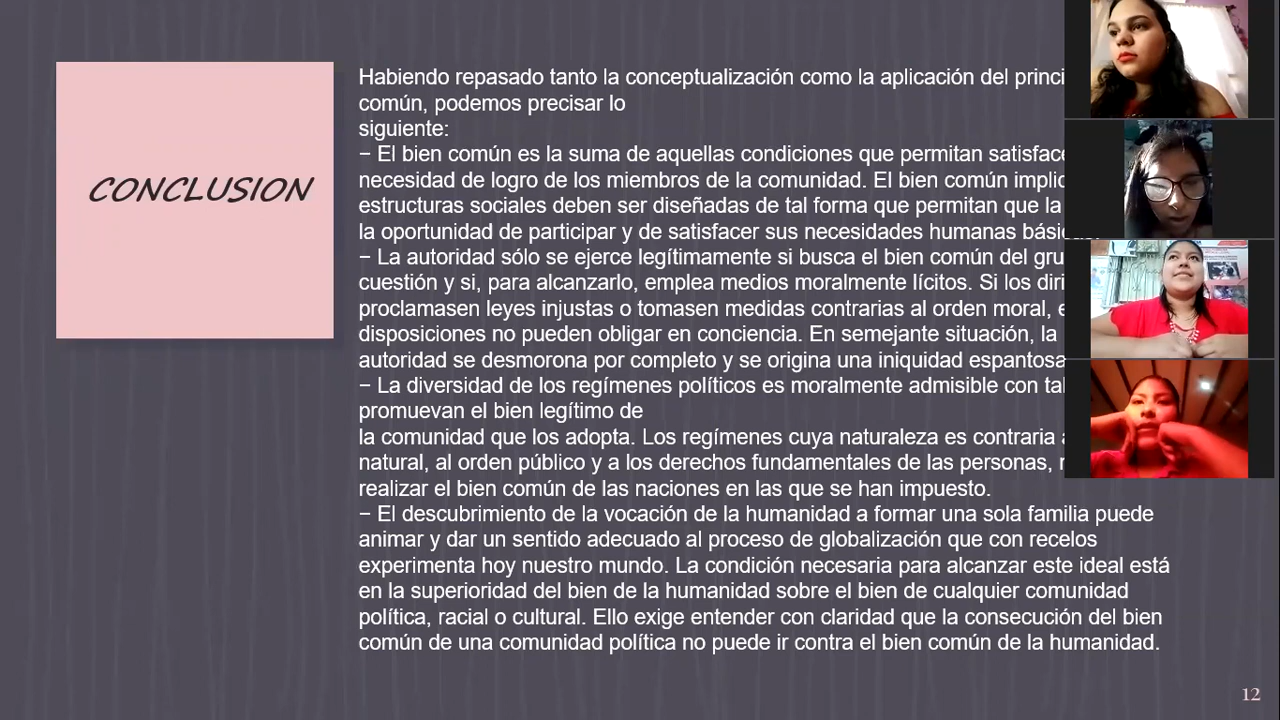 CONCLUSION
Habiendo repasado tanto la conceptualización como la aplicación del
común, podemos precisar lo
siguiente:
− El bien común es la suma de aquellas condiciones que permitan
necesidad de logro de los miembros de la comunidad. El bien común
estructuras sociales deben ser diseñadas de tal forma que permitan que la
la oportunidad de participar y de satisfacer sus necesidades humanas
− La autoridad sólo se ejerce legítimamente si busca el bien común del
cuestión y si, para alcanzarlo, emplea medios moralmente lícitos. Si los
proclamasen leyes injustas o tomasen medidas contrarias al orden moral,
disposiciones no pueden obligar en conciencia. En semejante situación, la
autoridad se desmorona por completo y se origina una iniquidad espantosa
− La diversidad de los regímenes políticos es moralmente admisible con
promuevan el bien legítimo de
la comunidad que los adopta. Los regímenes cuya naturaleza es contraria
natural, al orden público y a los derechos fundamentales de las personas,
realizar el bien común de las naciones en las que se han impuesto.
− El descubrimiento de la vocación de la humanidad a formar una sola familia puede
animar y dar un sentido adecuado al proceso de globalización que con recelos
experimenta hoy nuestro mundo. La condición necesaria para alcanzar este ideal está
en la superioridad del bien de la humanidad sobre el bien de cualquier comunidad
política, racial o cultural. Ello exige entender con claridad que la consecución del bien
común de una comunidad política no puede ir contra el bien común de la humanidad.
12